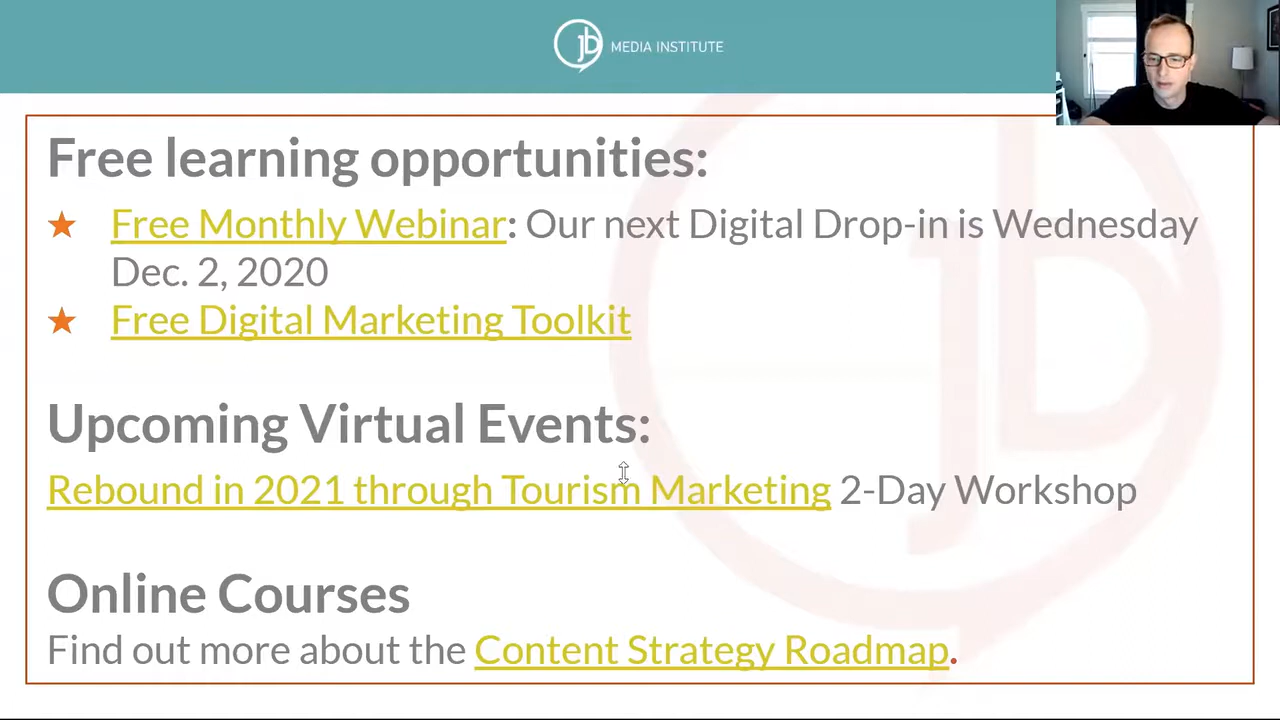 jb MEDIA INSTITUTE
Free learning opportunities:
★ Free Monthly Webinar: Our next Digital Drop-in is Wednesday
Dec. 2, 2020
★ Free Digital Marketing Toolkit
Upcoming Virtual Events:
Rebound in 2021 through Tourism Marketing 2-Day Workshop
Online Courses
Find out more about the Content Strategy Roadmap.